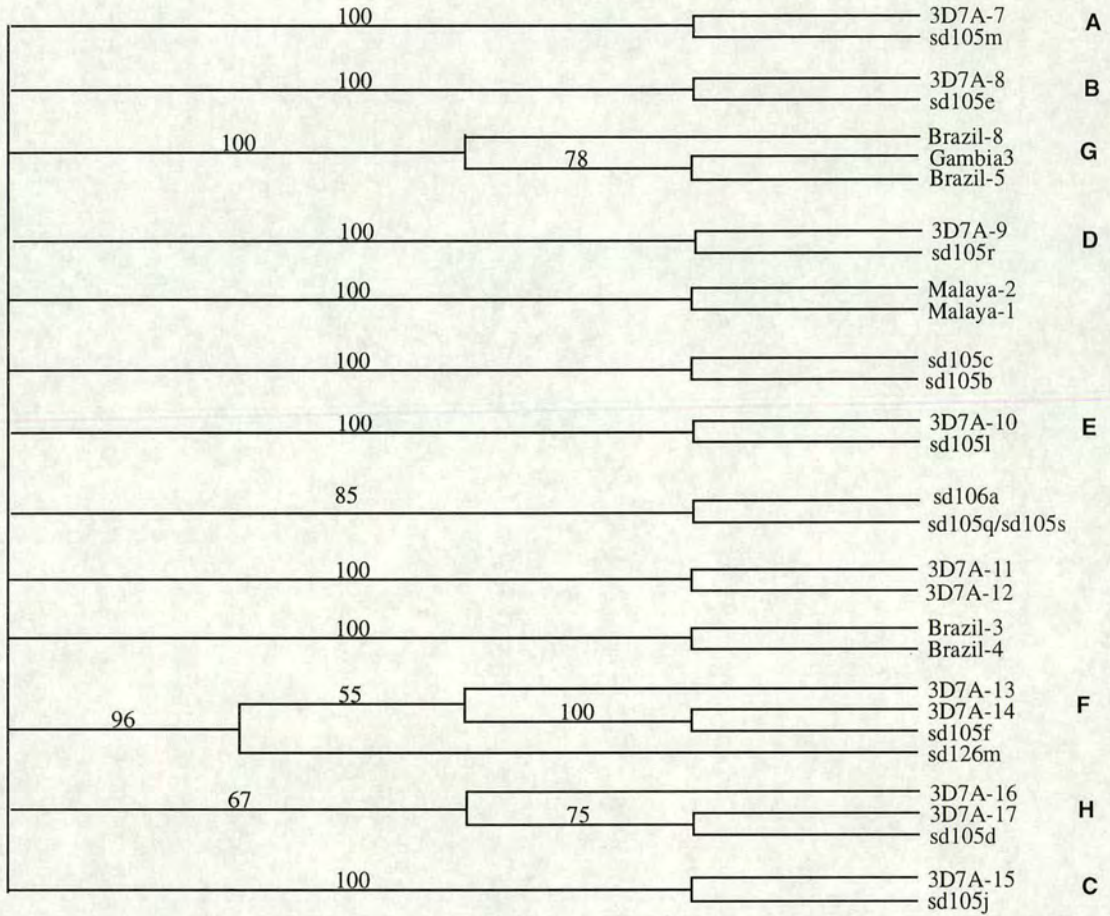 100
3D7A-7
A
sd105m
100
3D7A-8
B
sd105e
100
Brazil-8
78
Gambia3
G
Brazil-5
100
3D7A-9
D
sd105r
100
Malaya-2
Malaya-1
100
sd105c
sd105b
100
3D7A-10
E
sd105l
85
sd106a
sd105q/sd105s
100
3D7A-11
3D7A-12
100
Brazil-3
Brazil-4
96
55
3D7A-13
100
3D7A-14
F
sd105f
sd126m
67
3D7A-16
75
3D7A-17
H
sd105d
100
3D7A-15
C
sd105j